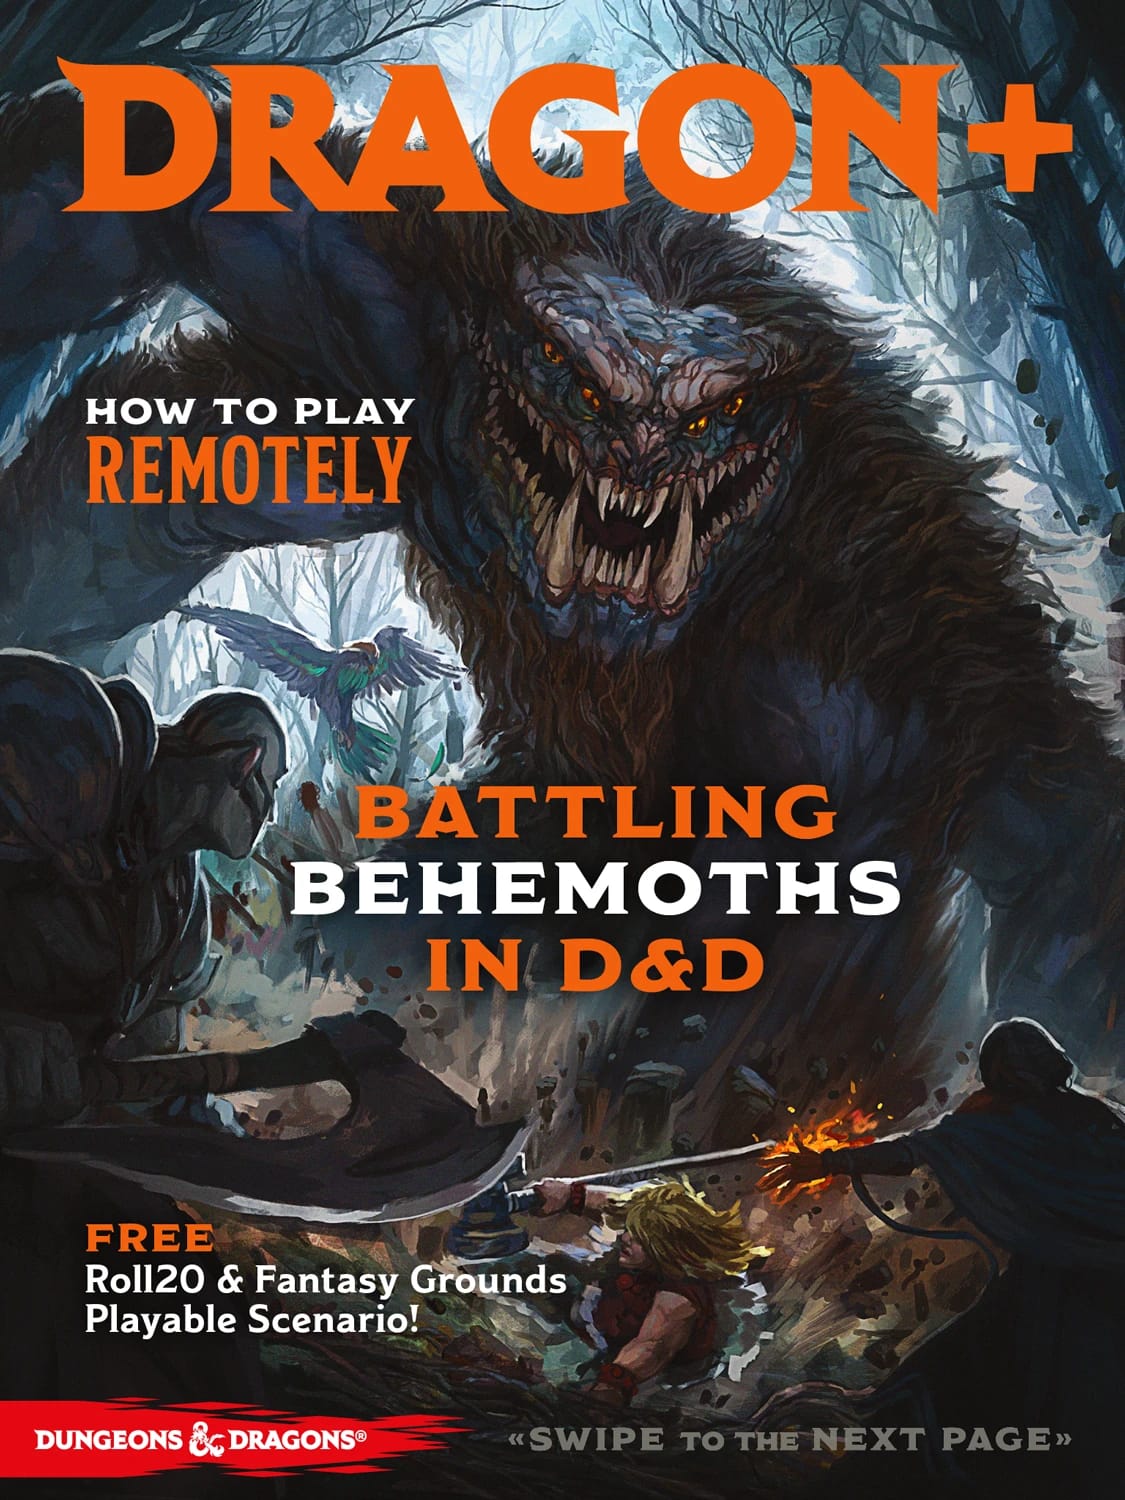 DRAGON+
HOW TO PLAY
REMOTELY
BATTLING
BEHEMOTHS
IN D&D
FREE
Roll20 & Fantasy Grounds
Playable Scenario!
DUNGEONS & DRAGONS®
«SWIPE TO THE NEXT PAGE»